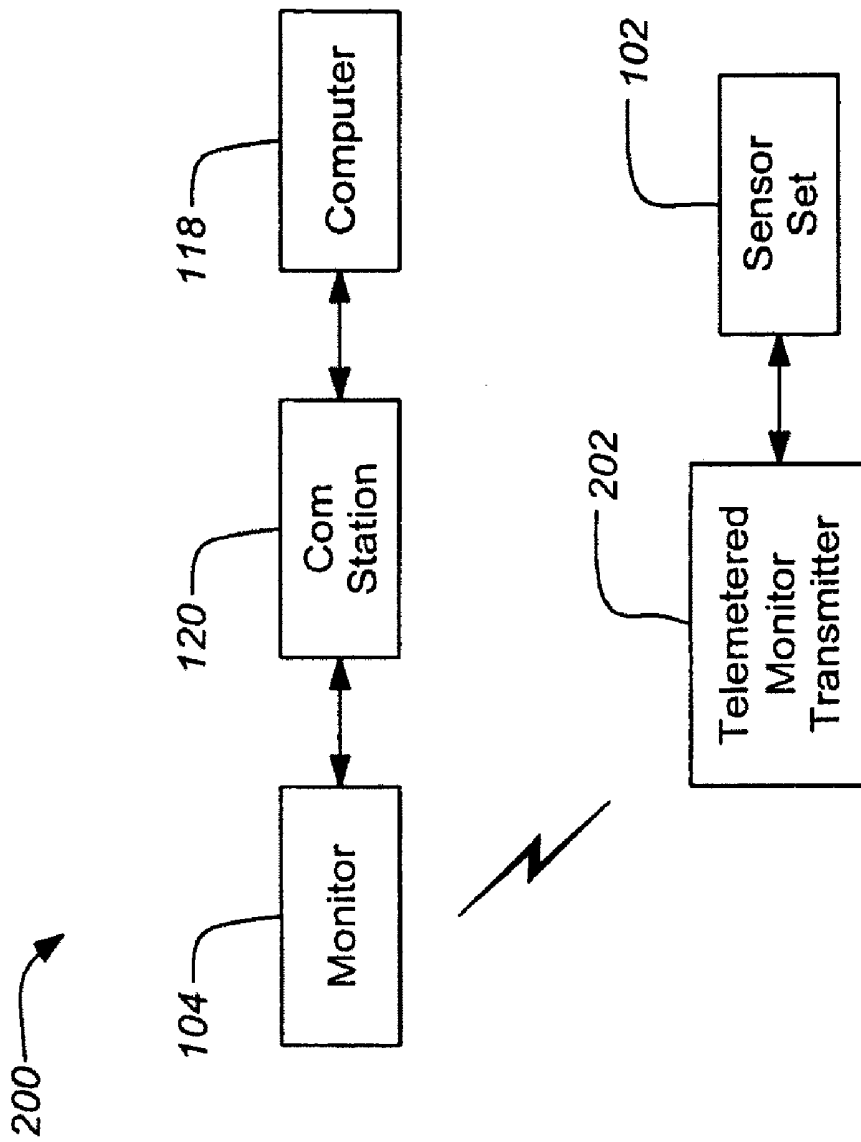 200
104
Monitor
120
Com
Station
118
Computer
202
Telemetered
Monitor
Transmitter
102
Sensor
Set